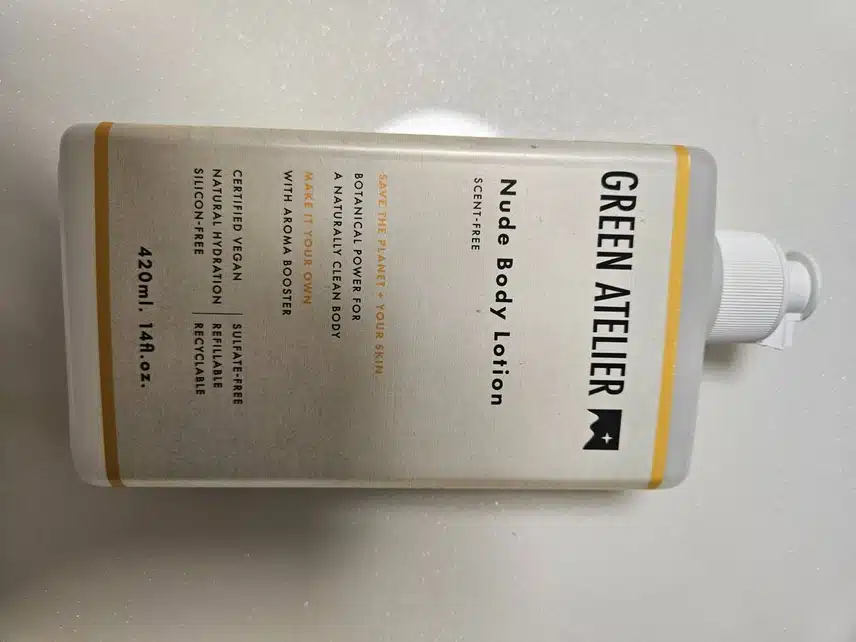 GREEN ATELIER
Nude Body Lotion
SCENT-FREE
SAVE THE PLANET + YOUR SKIN
BOTANICAL POWER FOR
A NATURALLY CLEAN BODY
MAKE IT YOUR OWN
WITH AROMA BOOSTER
CERTIFIED VEGAN | SULFATE-FREE
NATURAL HYDRATION | REFILLABLE
SILICON-FREE | RECYCLABLE
420ml. 14fl.oz.